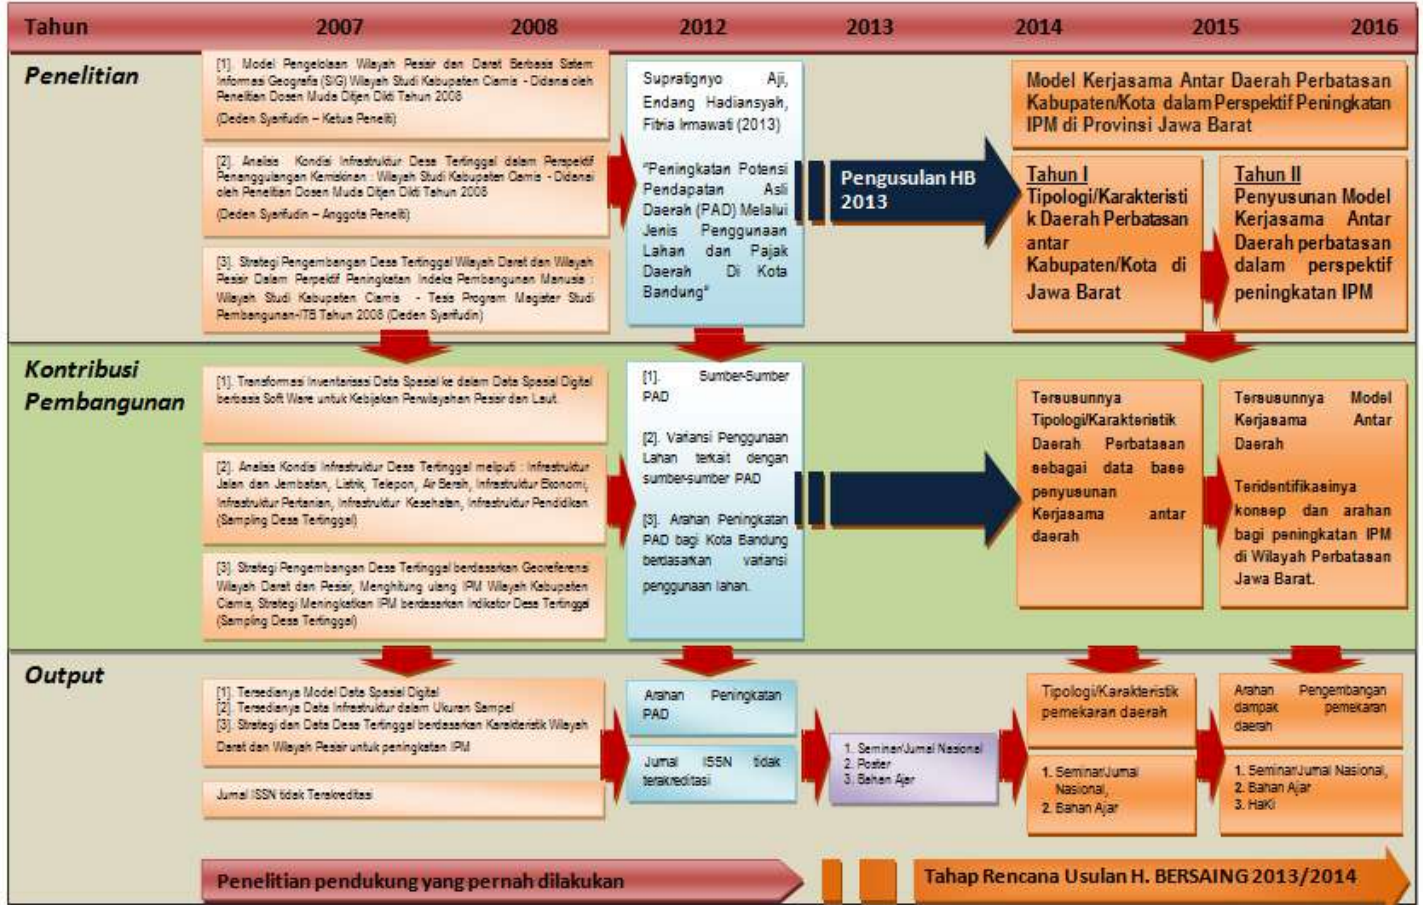 Tahun 2007 2008 2012 2013 2014 2015 2016
Penelitian
[1]. Model Pengelolaan Wilayah Pesisir dan Darat Berbasis Sistem
Informasi Geografis (SIG) Wilayah Studi Kabupaten Ciamis - Didanai oleh
Penelitian Dosen Muda Ditjen Dikti Tahun 2008
(Deden Syarifudin – Ketua Peneliti)
[2]. Analisis Kondisi Infrastruktur Desa Tertinggal dalam Perspektif
Penanggulangan Kemiskinan : Wilayah Studi Kabupaten Ciamis - Didanai
oleh Penelitian Dosen Muda Ditjen Dikti Tahun 2008
(Deden Syarifudin – Anggota Peneliti)
[3]. Strategi Pengembangan Desa Tertinggal Wilayah Darat dan Wilayah
Pesisir Dalam Perpektif Peningkatan Indeks Pembangunan Manusia :
Wilayah Studi Kabupaten Ciamis - Tesis Program Magister Studi
Pembangunan-ITB Tahun 2008 (Deden Syarifudin)
Supratignyo Aji,
Endang Hadiansyah,
Fitria Irmawati (2013)
"Peningkatan Potensi
Pendapatan Asli
Daerah (PAD) Melalui
Jenis Penggunaan
Lahan dan Pajak
Daerah Di Kota
Bandung"
Pengusulan HB
2013
Model Kerjasama Antar Daerah Perbatasan
Kabupaten/Kota dalam Perspektif Peningkatan
IPM di Provinsi Jawa Barat
Tahun I
Tipologi/Karakteristi
k Daerah Perbatasan
antar
Kabupaten/Kota di
Jawa Barat
Tahun II
Penyusunan Model
Kerjasama Antar
Daerah perbatasan
dalam perspektif
peningkatan IPM
Kontribusi
Pembangunan
[1]. Transformasi Inventarisasi Data Spasial ke dalam Data Spasial Digital
berbasis Soft Ware untuk Kebijakan Perwilayahan Pesisir dan Laut.
[2]. Analisis Kondisi Infrastruktur Desa Tertinggal meliputi : Infrastruktur
Jalan dan Jembatan, Listrik, Telepon, Air Bersih, Infrastruktur Ekonomi,
Infrastruktur Pertanian, Infrastruktur Kesehatan, Infrastruktur Pendidikan
(Sampling Desa Tertinggal)
[3]. Strategi Pengembangan Desa Tertinggal berdasarkan Georeferensi
Wilayah Darat dan Pesisir, Menghitung ulang IPM Wilayah Kabupaten
Ciamis, Strategi Meningkatkan IPM berdasarkan Indikator Desa Tertinggal
(Sampling Desa Tertinggal)
[1]. Sumber-Sumber
PAD
[2]. Variansi Penggunaan
Lahan terkait dengan
sumber-sumber PAD
[3]. Arahan Peningkatan
PAD bagi Kota Bandung
berdasarkan variansi
penggunaan lahan.
Tersusunnya
Tipologi/Karakteristik
Daerah Perbatasan
sebagai data base
penyusunan
Kerjasama antar
daerah
Tersusunnya Model
Kerjasama Antar
Daerah
Teridentifikasinya
konsep dan arahan
bagi peningkatan IPM
di Wilayah Perbatasan
Jawa Barat.
Output
[1]. Tersedianya Model Data Spasial Digital
[2]. Tersedianya Data Infrastruktur dalam Ukuran Sampel
[3]. Strategi dan Data Desa Tertinggal berdasarkan Karakteristik Wilayah
Darat dan Wilayah Pesisir untuk peningkatan IPM
Jurnal ISSN tidak Terakreditasi
Arahan Peningkatan
PAD
Jurnal ISSN tidak
terakreditasi
1. Seminar/Jurnal Nasional
2. Poster
3. Bahan Ajar
Tipologi/Karakteristik
pemekaran daerah
1. Seminar/Jurnal
Nasional,
2. Bahan Ajar
Arahan Pengembangan
dampak pemekaran
daerah
1. Seminar/Jurnal Nasional,
2. Bahan Ajar
3. HaKi
Penelitian pendukung yang pernah dilakukan
Tahap Rencana Usulan H. BERSAING 2013/2014